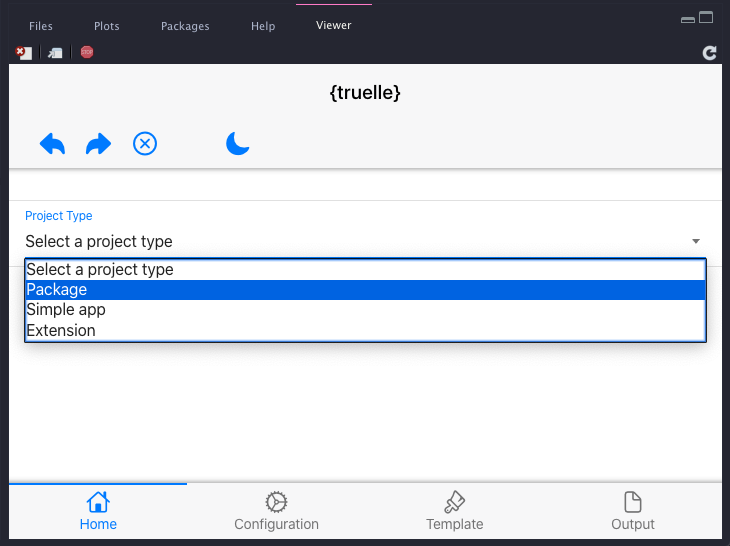 Files Plots Packages Help Viewer
{truelle}
Project Type
Select a project type
Select a project type
Package
Simple app
Extension
Home Configuration Template Output